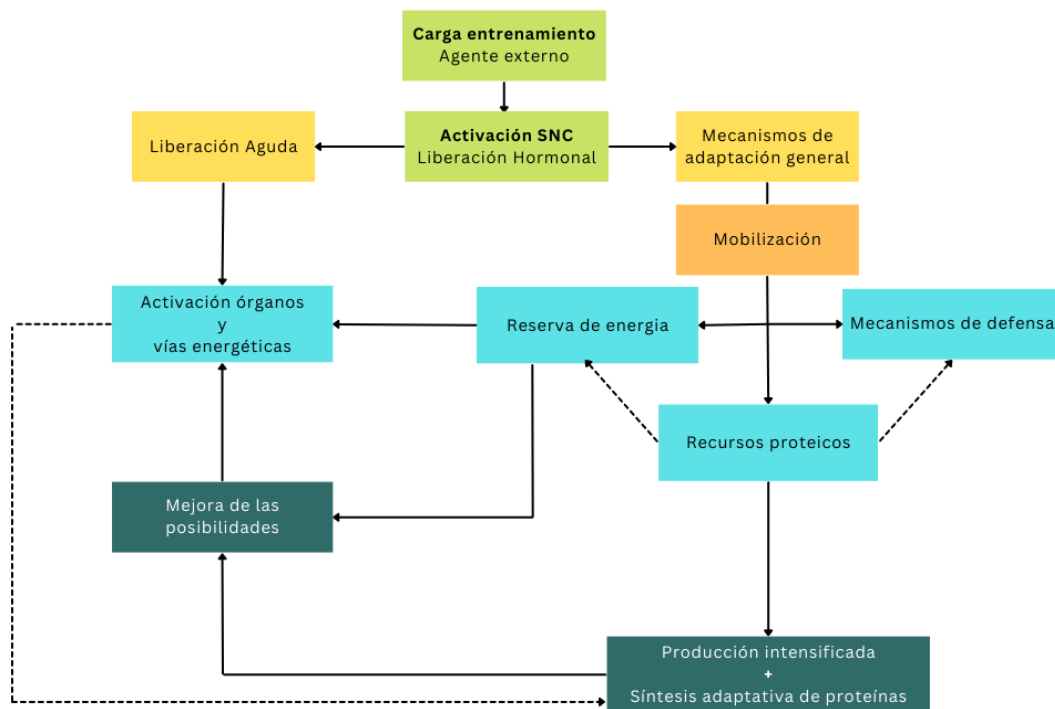 Carga entrenamiento
Agente externo
Liberación Aguda
Activación SNC
Liberación Hormonal
Mecanismos de
adaptación general
Mobilización
Activación órganos
y
vías energéticas
Reserva de energia
Mecanismos de defensa
Recursos proteicos
Mejora de las
posibilidades
Producción intensificada
+
Síntesis adaptativa de proteínas